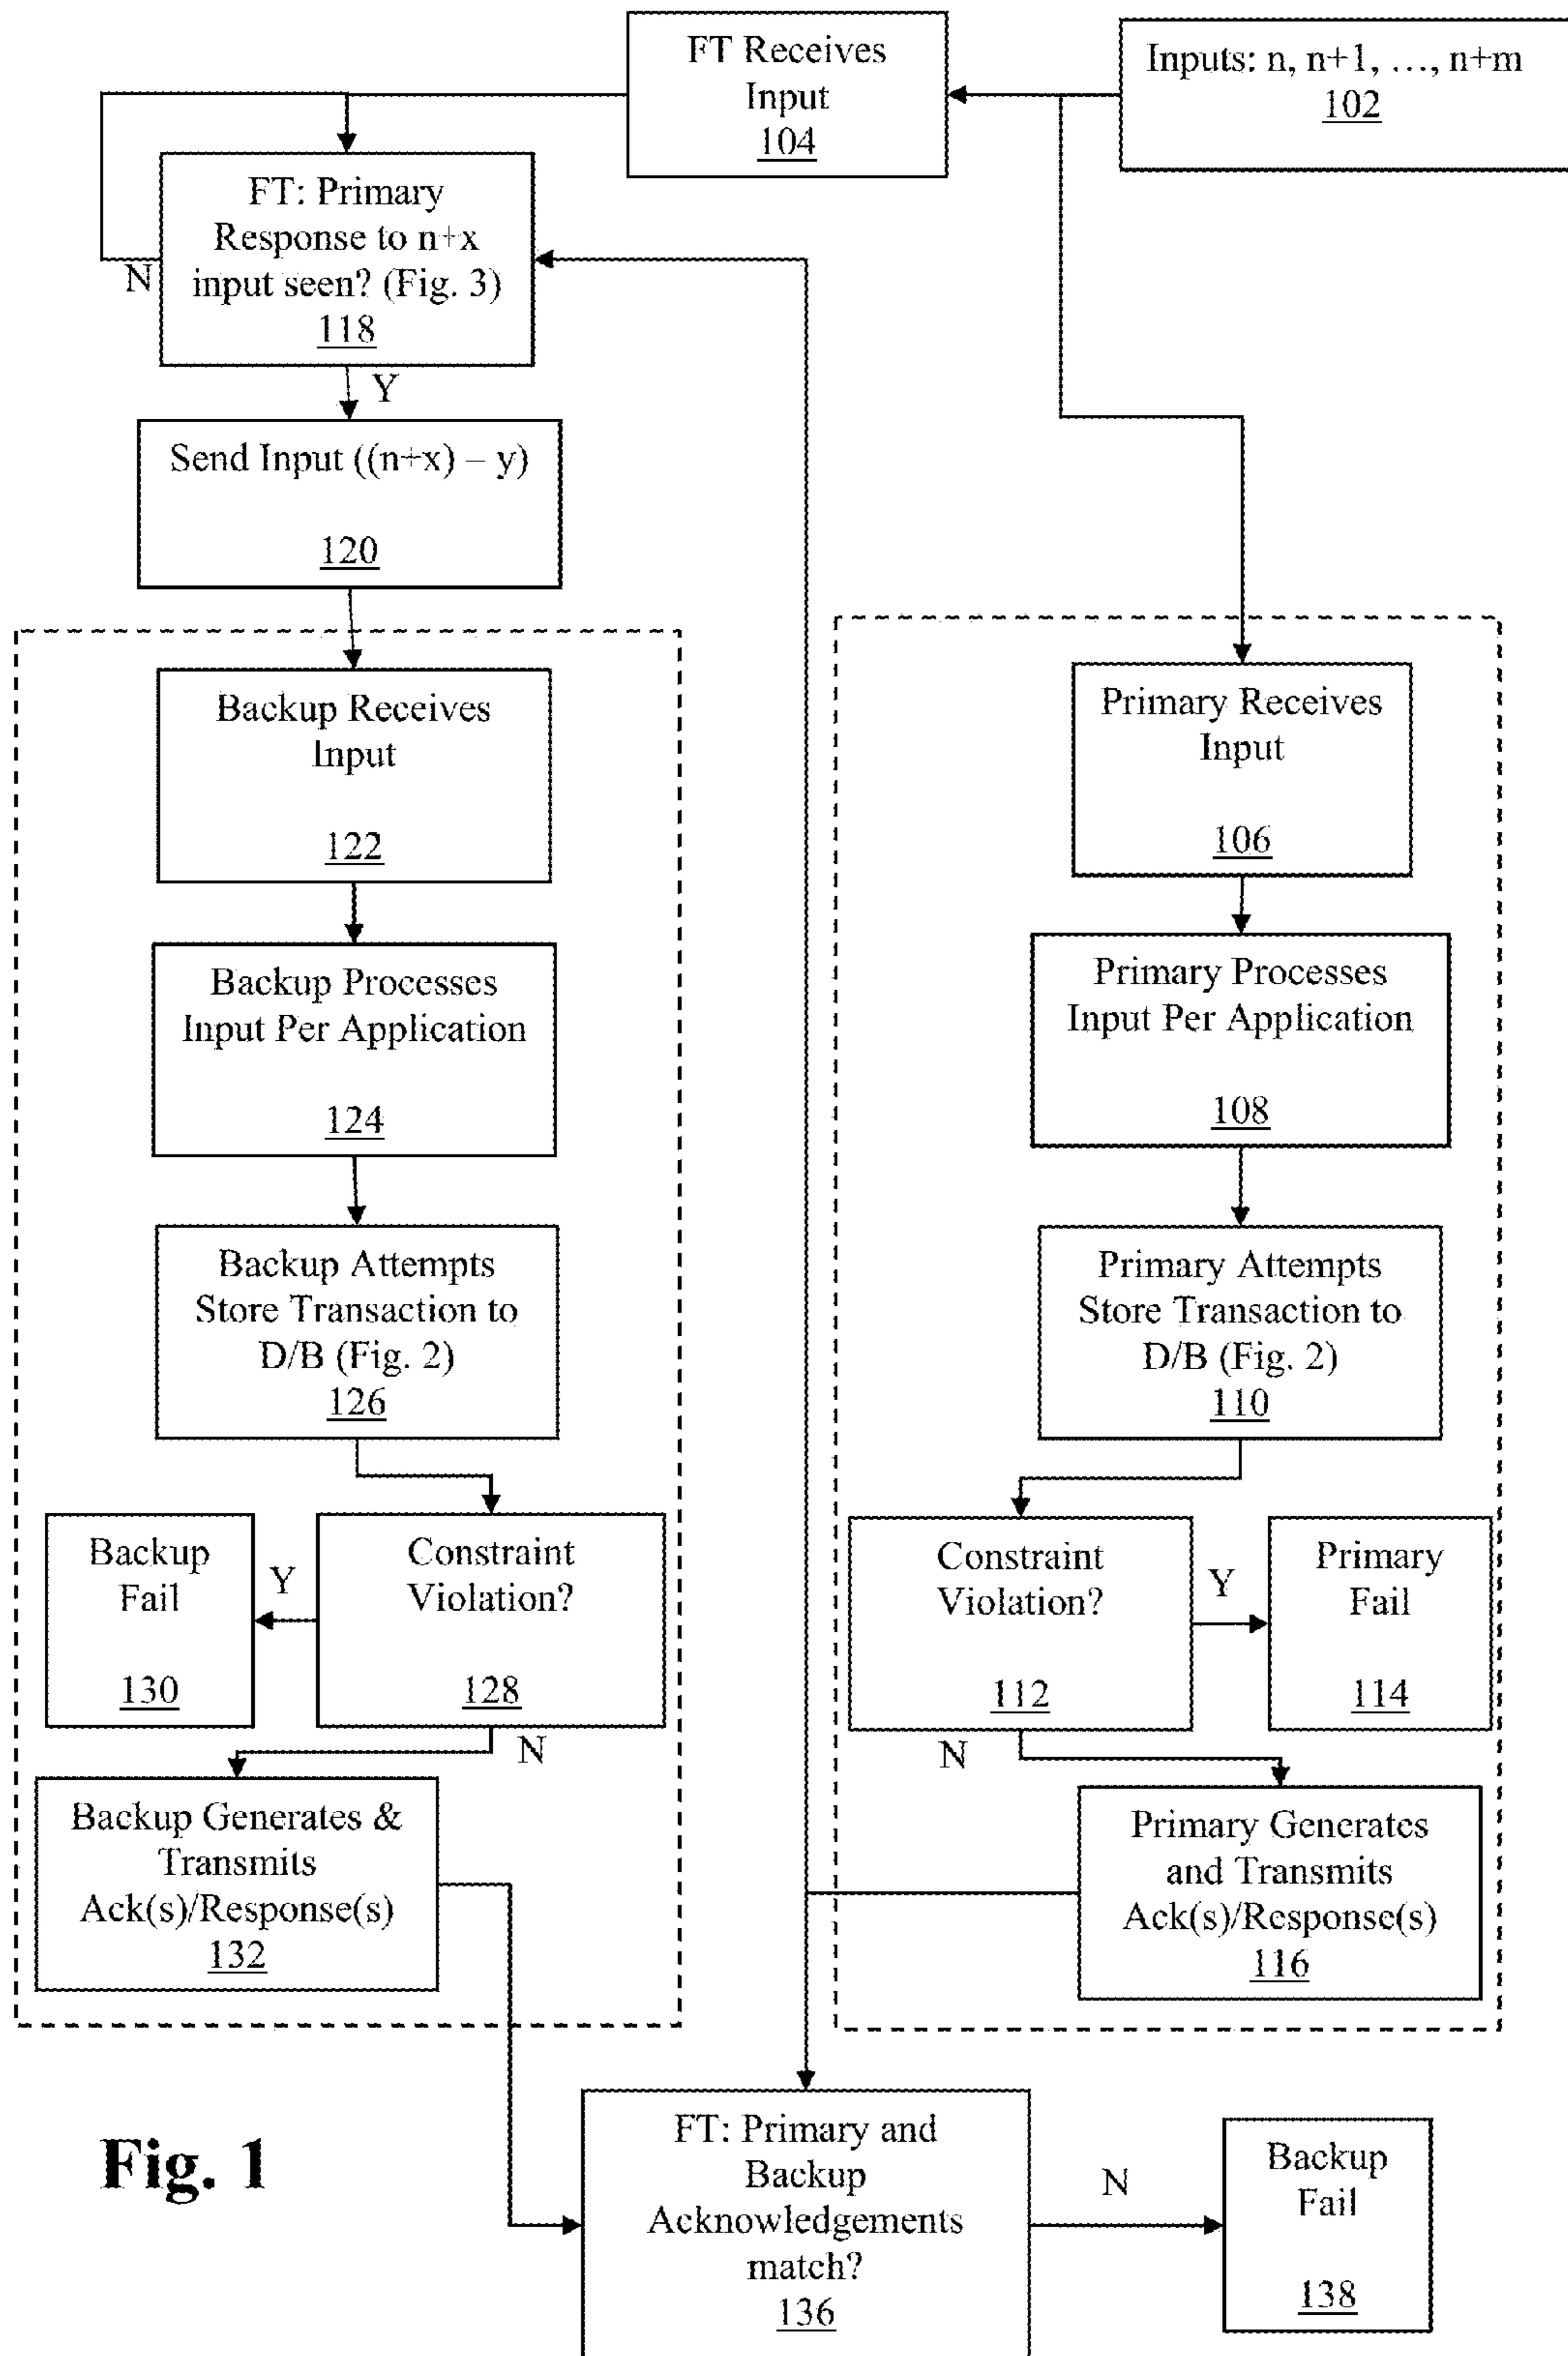 FT Receives
Input
104
Inputs: n, n+1, …, n+m
102
FT: Primary
Response to n+x
input seen? (Fig. 3)
118
N
Y
Send Input ((n+x) – y)
120
Backup Receives
Input
122
Backup Processes
Input Per Application
124
Backup Attempts
Store Transaction to
D/B (Fig. 2)
126
Backup
Fail
130
Y
Constraint
Violation?
128
N
Backup Generates &
Transmits
Ack(s)/Response(s)
132
Primary Receives
Input
106
Primary Processes
Input Per Application
108
Primary Attempts
Store Transaction to
D/B (Fig. 2)
110
Constraint
Violation?
112
Y
Primary
Fail
114
N
Primary Generates
and Transmits
Ack(s)/Response(s)
116
FT: Primary and
Backup
Acknowledgements
match?
136
N
Backup
Fail
138
Fig. 1